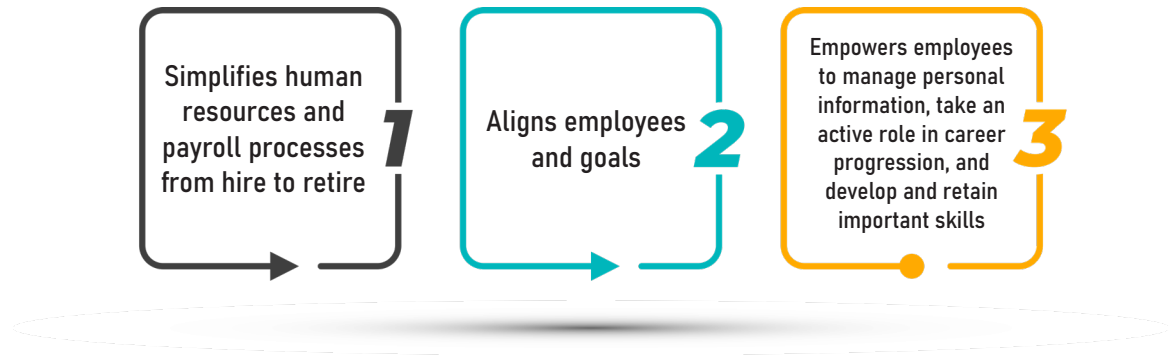 Simplifies human
resources and
payroll processes
from hire to retire
1
Aligns employees
and goals
2
Empowers employees
to manage personal
information, take an
active role in career
progression, and
develop and retain
important skills
3